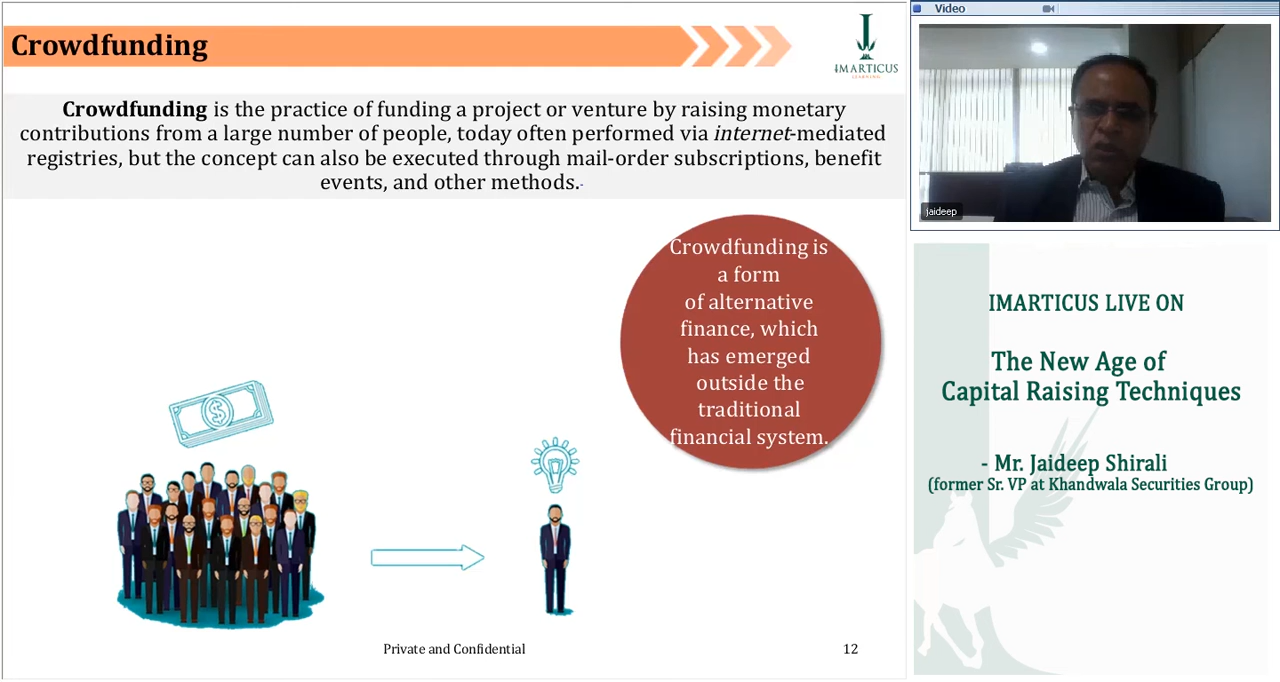 Crowdfunding
IMARTICUS
LEARNING
Crowdfunding is the practice of funding a project or venture by raising monetary
contributions from a large number of people, today often performed via internet-mediated
registries, but the concept can also be executed through mail-order subscriptions, benefit
events, and other methods.
Crowdfunding is
a form
of alternative
finance, which
has emerged
outside the
traditional
financial system.
$
Private and Confidential
12
Video
jaideep
IMARTICUS LIVE ON
The New Age of
Capital Raising Techniques
- Mr. Jaideep Shirali
(former Sr. VP at Khandwala Securities Group)